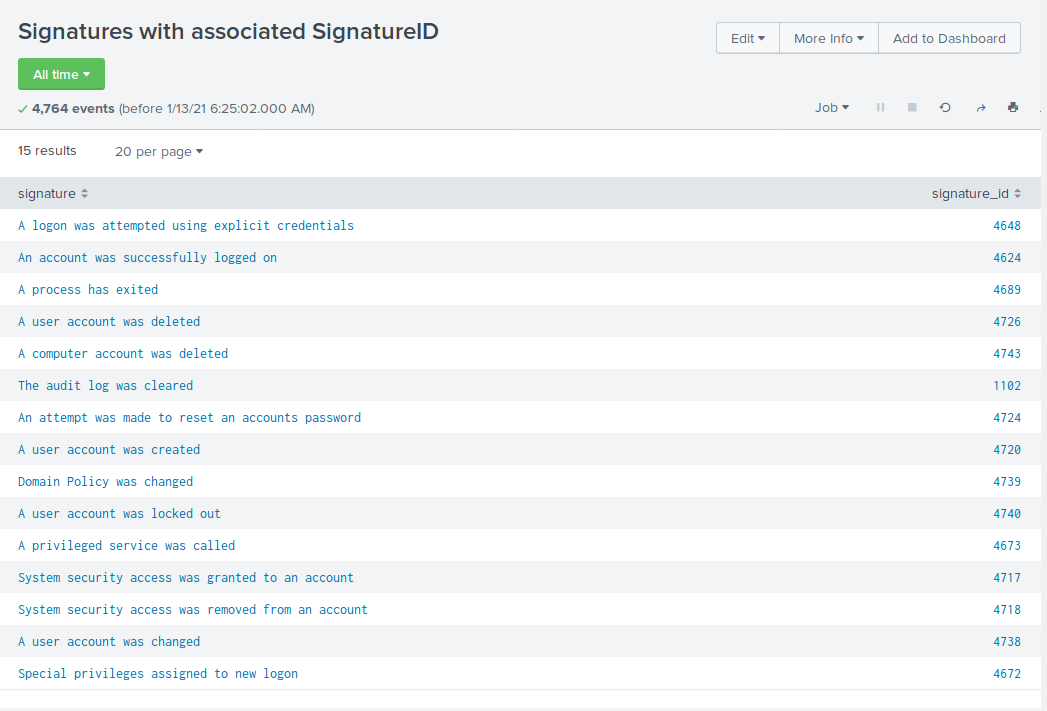 Signatures with associated SignatureID
Edit More Info Add to Dashboard
All time
4,764 events (before 1/13/21 6:25:02.000 AM)
Job
15 results 20 per page
signature signature_id
A logon was attempted using explicit credentials 4648
An account was successfully logged on 4624
A process has exited 4689
A user account was deleted 4726
A computer account was deleted 4743
The audit log was cleared 1102
An attempt was made to reset an accounts password 4724
A user account was created 4720
Domain Policy was changed 4739
A user account was locked out 4740
A privileged service was called 4673
System security access was granted to an account 4717
System security access was removed from an account 4718
A user account was changed 4738
Special privileges assigned to new logon 4672